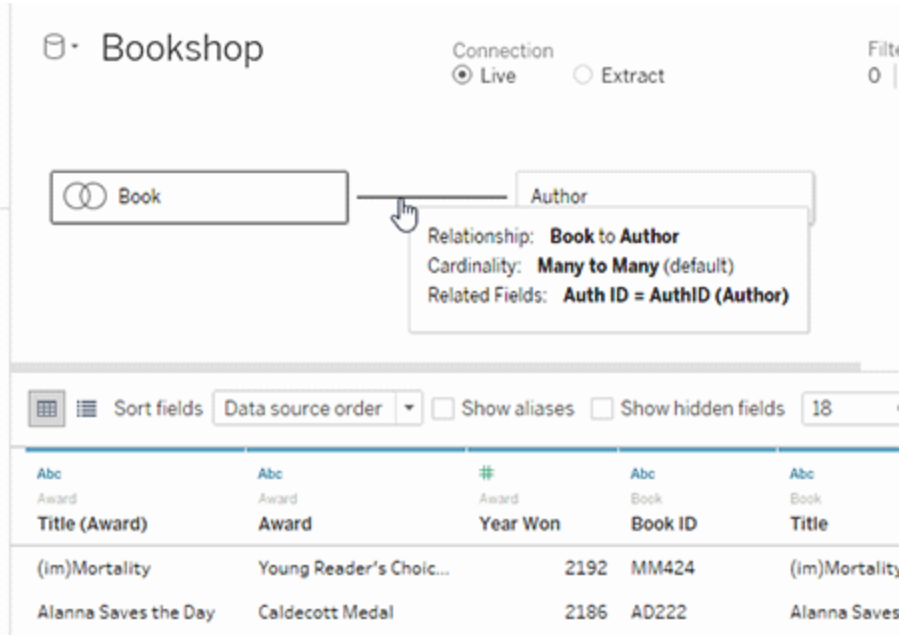 Bookshop
Connection
Live
Extract
0
Book
Author
Relationship: Book to Author
Cardinality: Many to Many (default)
Related Fields: Auth ID = AuthID (Author)
Sort fields
Data source order
Show aliases
Show hidden fields
18
Abc Abc # Abc Abc
Award Award Award Book Book
Title (Award) Award Year Won Book ID Title
(im)Mortality Young Reader's Choic... 2192 MM424 (im)Mortality
Alanna Saves the Day Caldecott Medal 2186 AD222 Alanna Saves